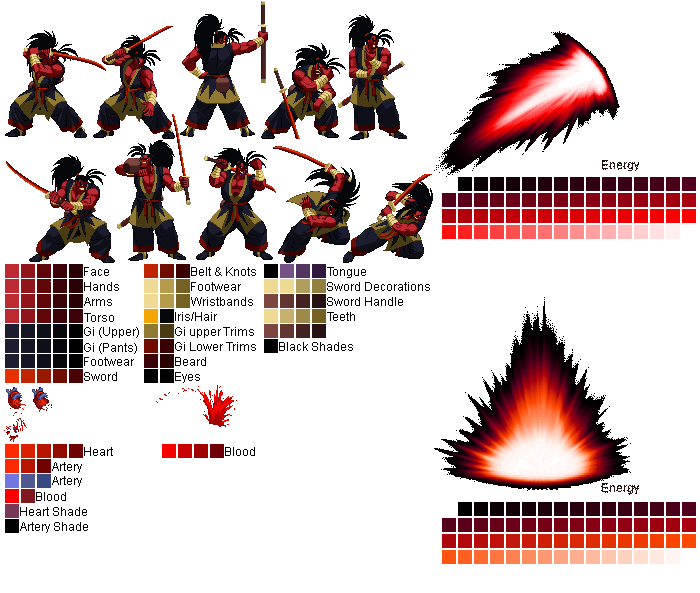 Energy
Face
Hands
Arms
Torso
Gi (Upper)
Gi (Pants)
Footwear
Sword
Belt & Knots
Footwear
Wristbands
Iris/Hair
Gi upper Trims
Gi Lower Trims
Beard
Eyes
Tongue
Sword Decorations
Sword Handle
Teeth
Black Shades
Heart
Artery
Artery
Blood
Heart Shade
Artery Shade
Blood
Energy